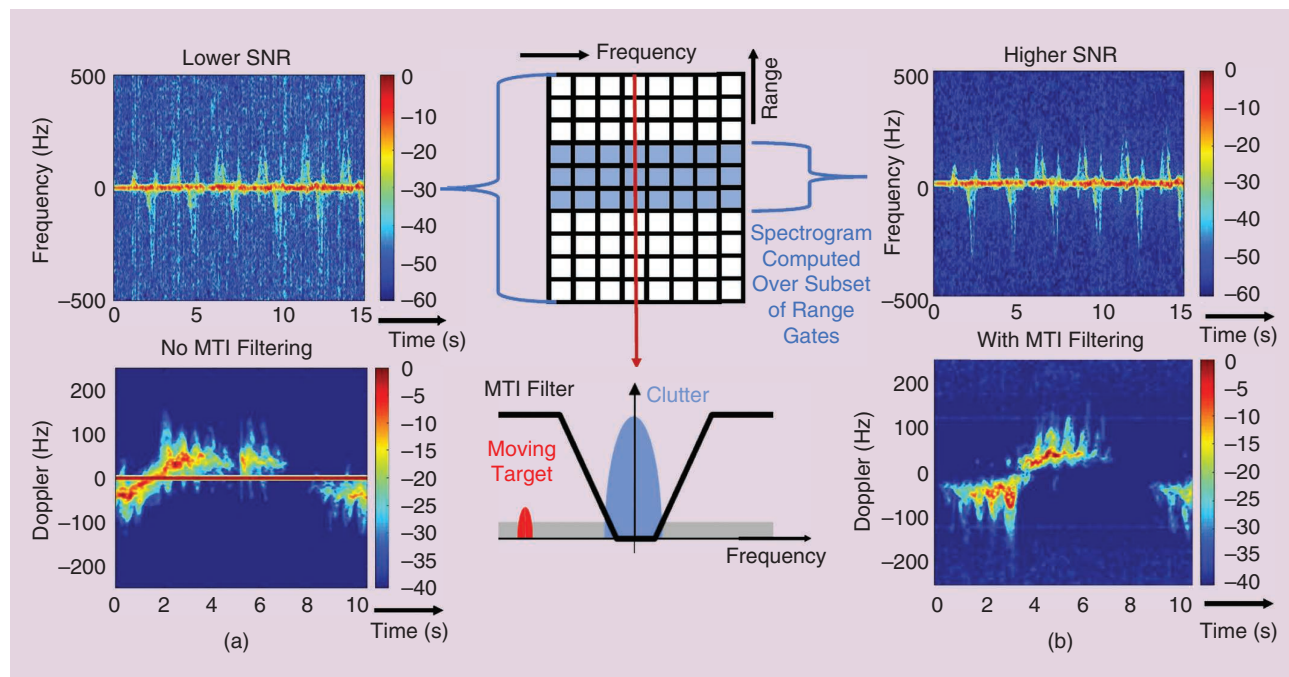 Lower SNR
500
0
–500
Frequency (Hz)
0
5
10
15
Time (s)
0
–10
–20
–30
–40
–50
–60
Frequency
Range
Spectrogram
Computed
Over Subset
of Range
Gates
Higher SNR
500
0
–500
Frequency (Hz)
0
5
10
15
Time (s)
0
–10
–20
–30
–40
–50
–60
No MTI Filtering
200
100
0
–100
–200
Doppler (Hz)
0
2
4
6
8
10
Time (s)
0
–5
–10
–15
–20
–25
–30
–35
–40
(a)
MTI Filter
Clutter
Moving
Target
Frequency
With MTI Filtering
200
100
0
–100
–200
Doppler (Hz)
0
2
4
6
8
10
Time (s)
0
–5
–10
–15
–20
–25
–30
–35
–40
(b)